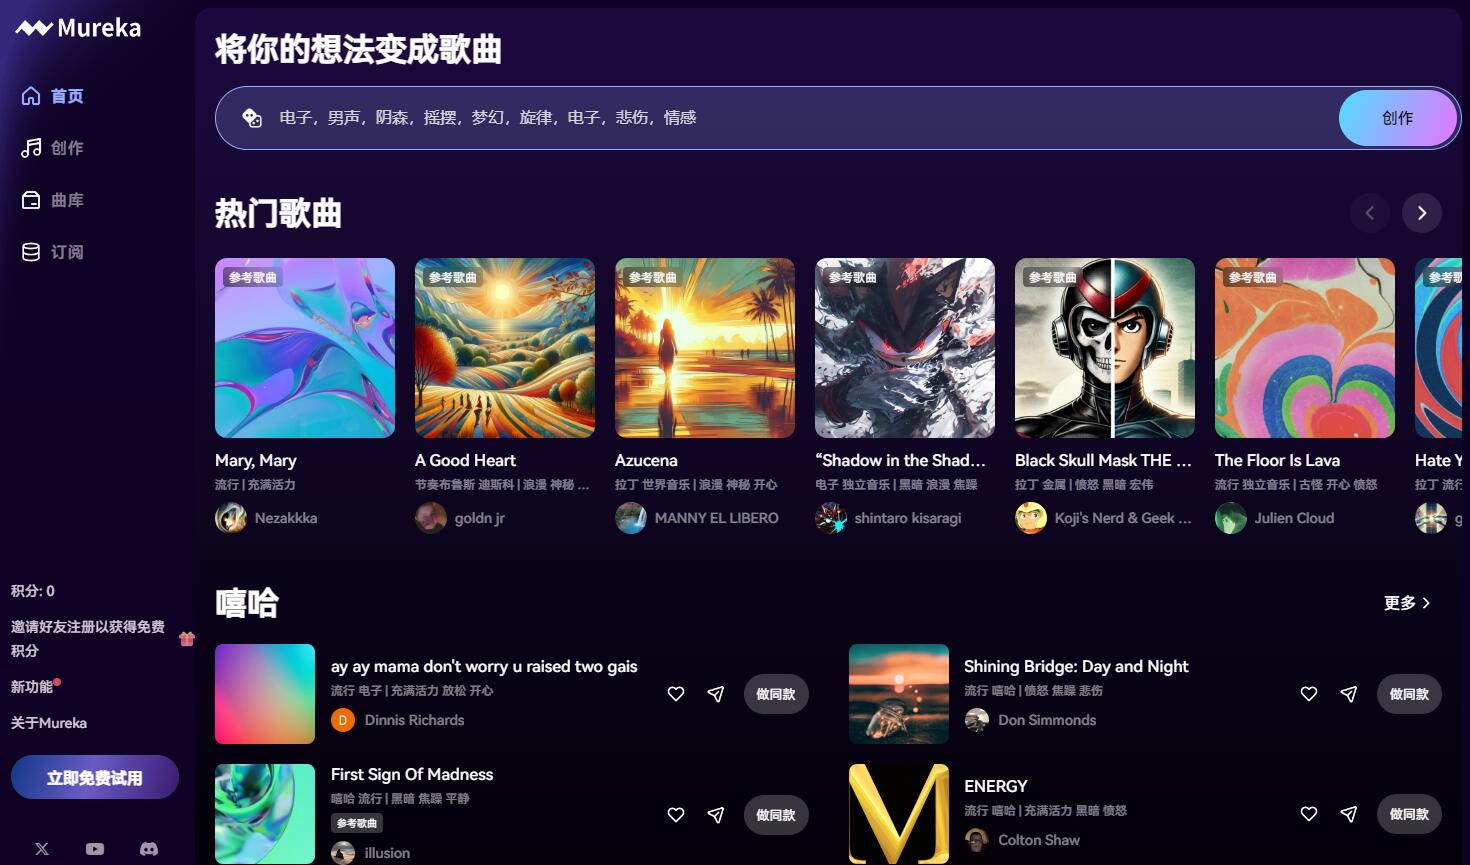 Mureka
首页
创作
曲库
订阅
积分: 0
邀请好友注册以获得免费
积分
新功能
关于Mureka
立即免费试用
将你的想法变成歌曲
电子，男声，阴森，摇摆，梦幻，旋律，电子，悲伤，情感
创作
热门歌曲
参考歌曲
Mary, Mary
流行 | 充满活力
Nezakkka
参考歌曲
A Good Heart
节奏布鲁斯 迪斯科 | 浪漫 神秘 ...
goldn jr
参考歌曲
Azucena
拉丁 世界音乐 | 浪漫 神秘 开心
MANNY EL LIBERO
参考歌曲
“Shadow in the Shad...
电子 独立音乐 | 黑暗 浪漫 焦躁
shintaro kisaragi
参考歌曲
Black Skull Mask THE ...
拉丁 金属 | 愤怒 黑暗 宏伟
Koji's Nerd & Geek ...
参考歌曲
The Floor Is Lava
流行 独立音乐 | 古怪 开心 愤怒
Julien Cloud
参考
Hate
拉丁
g
嘻哈
更多
ay ay mama don't worry u raised two gais
流行 电子 | 充满活力 放松 开心
D Dinnis Richards
做同款
Shining Bridge: Day and Night
流行 嘻哈 | 愤怒 焦躁 悲伤
Don Simmonds
做同款
First Sign Of Madness
嘻哈 流行 | 黑暗 焦躁 平静
参考歌曲
illusion
做同款
ENERGY
流行 嘻哈 | 充满活力 黑暗 愤怒
Colton Shaw
做同款